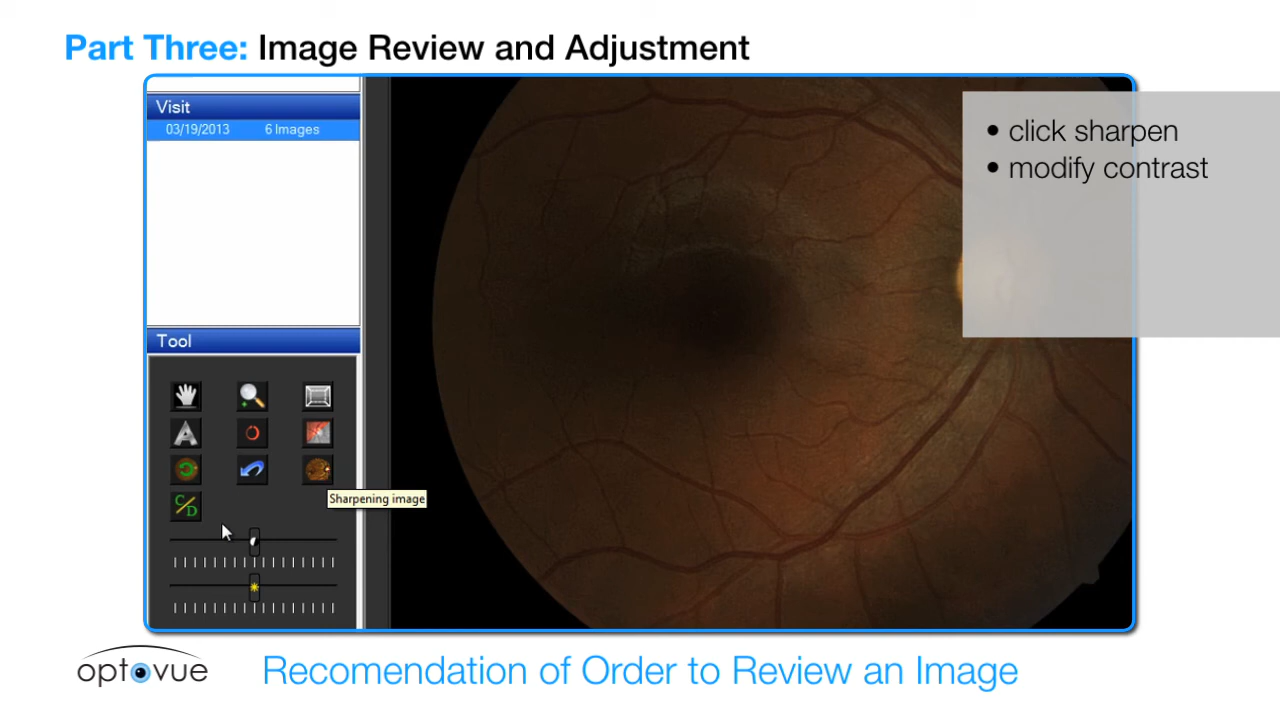 Part Three: Image Review and Adjustment
Visit
03/19/2013 6 Images
• click sharpen
• modify contrast
Tool
A
C/D
Sharpening image
optovue
Recomendation of Order to Review an Image